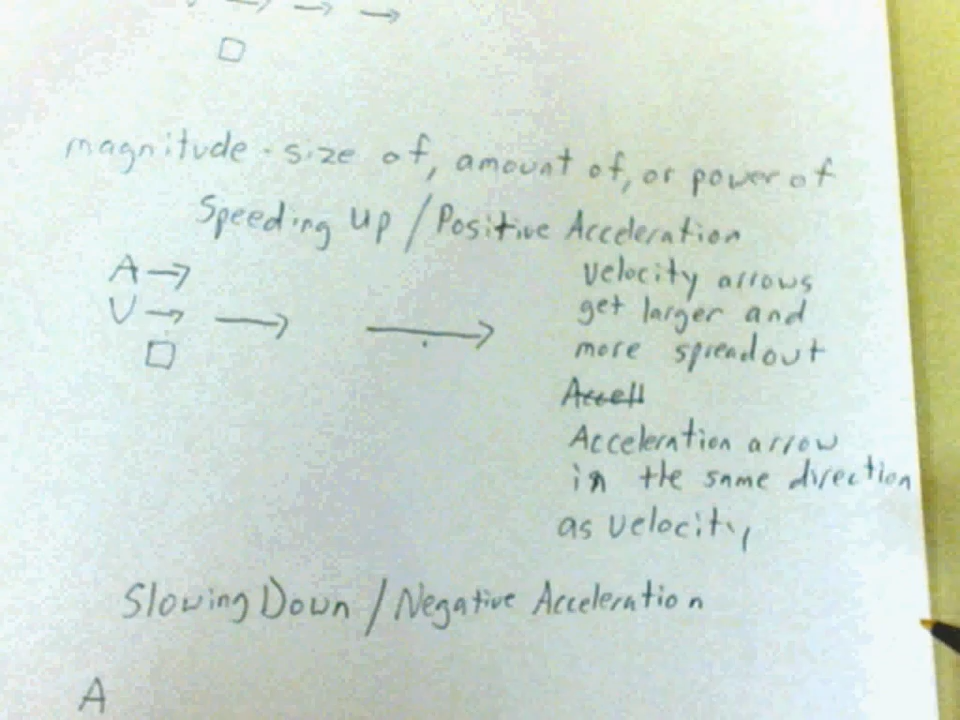 magnitude - size of, amount of, or power of
Speeding Up / Positive Acceleration
A →
V →
velocity arrows
get larger and
more spreadout
Accell
Acceleration arrow
in the same direction
as velocity
Slowing Down / Negative Acceleration
A